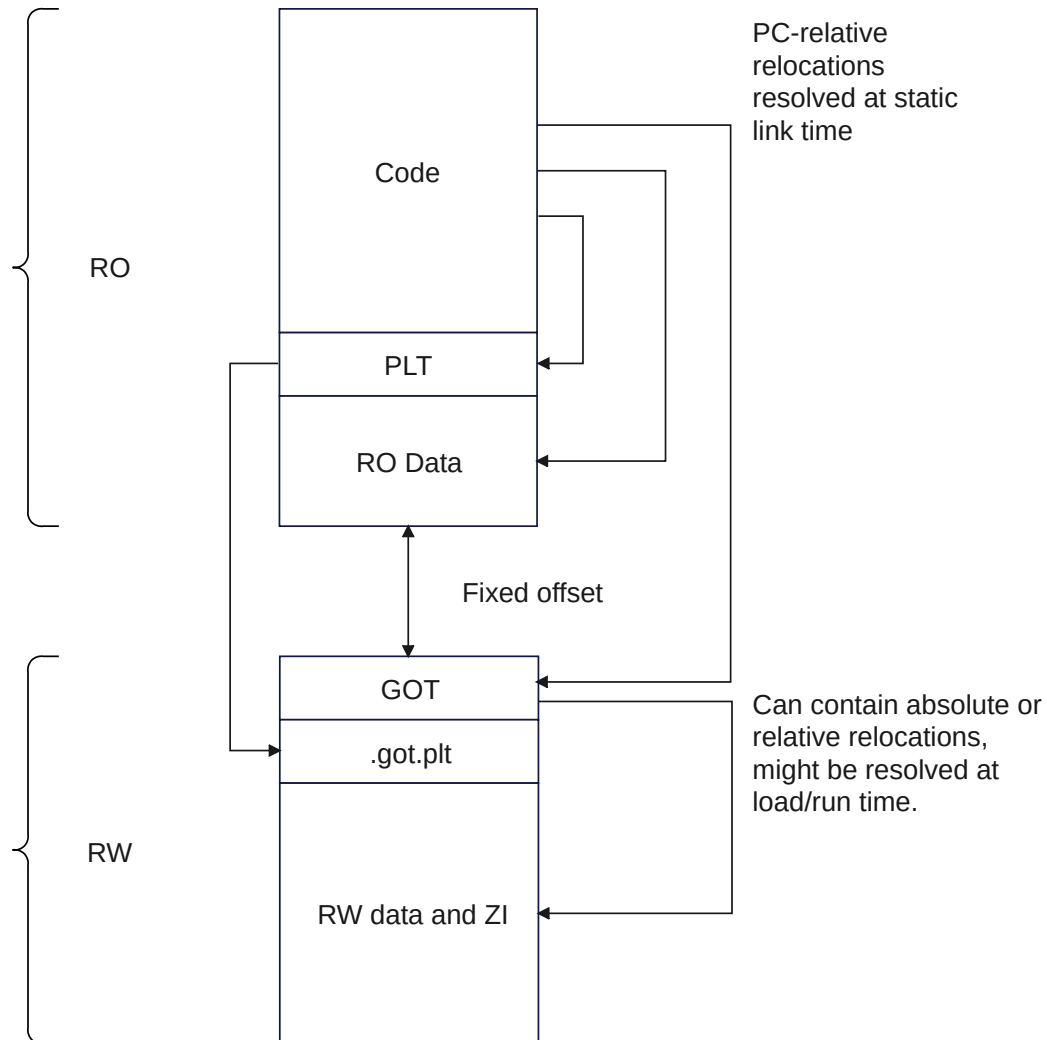 PC-relative
relocations
resolved at static
link time
Code
RO
PLT
RO Data
Fixed offset
GOT
Can contain absolute or
relative relocations,
might be resolved at
load/run time.
.got.plt
RW
RW data and ZI